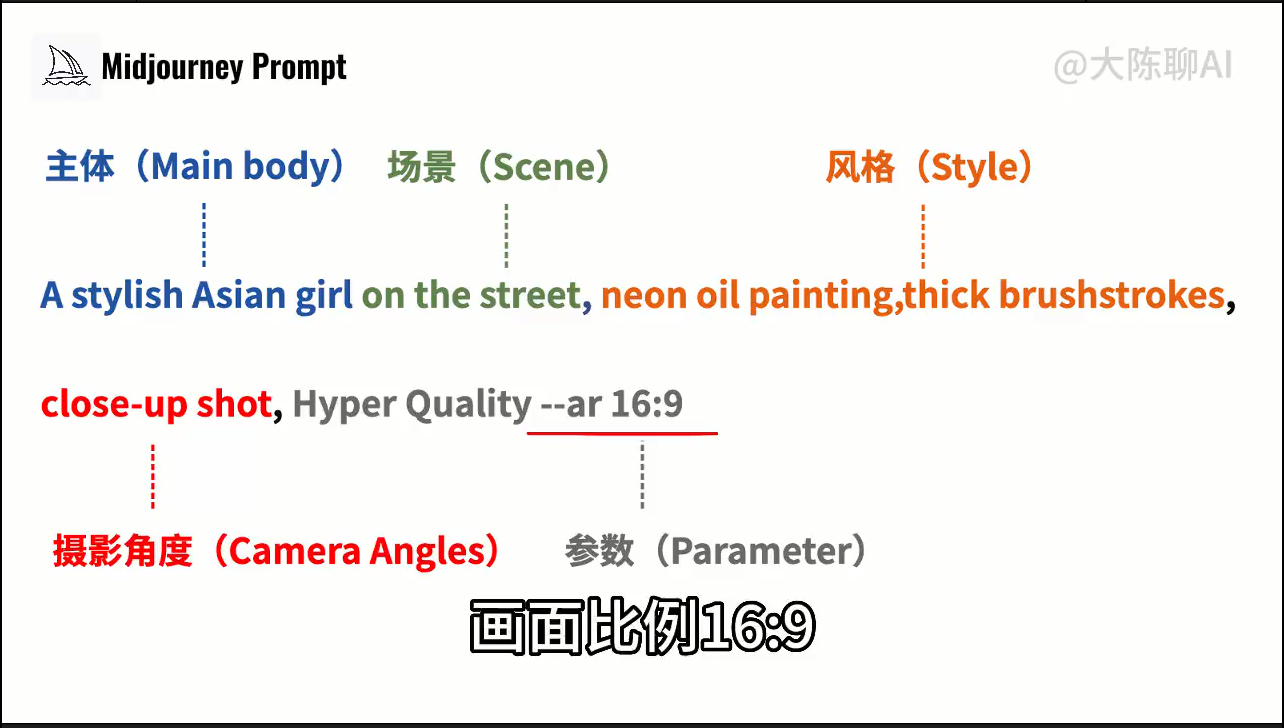 Midjourney Prompt
@大陈聊AI
主体（Main body） 场景（Scene） 风格（Style）
A stylish Asian girl on the street, neon oil painting,thick brushstrokes,
close-up shot, Hyper Quality --ar 16:9
摄影角度（Camera Angles） 参数（Parameter）
画面比例16:9